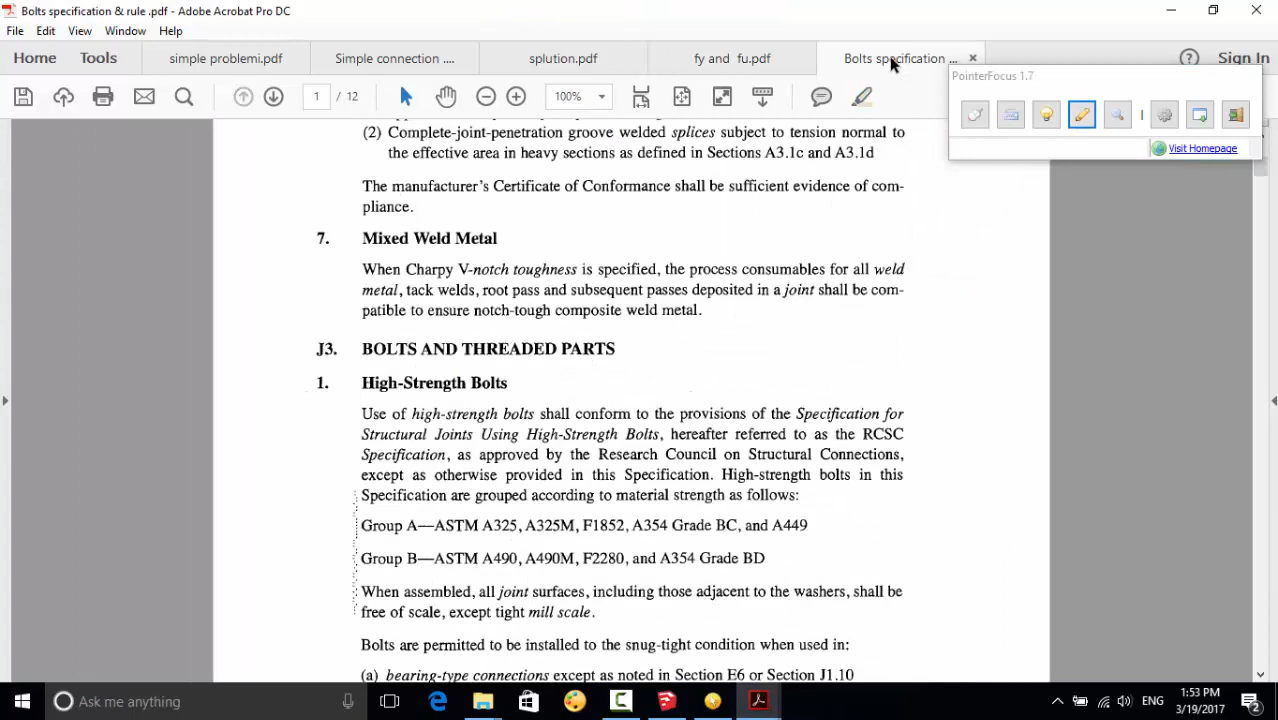 Bolts specification & rule .pdf - Adobe Acrobat Pro DC
File Edit View Window Help
Home Tools simple problemi.pdf Simple connection .... splution.pdf fy and fu.pdf Bolts specification ... × Sign In
PointerFocus 1.7
1 / 12 100%
Visit Homepage
(2) Complete-joint-penetration groove welded splices subject to tension normal to
the effective area in heavy sections as defined in Sections A3.1c and A3.1d
The manufacturer's Certificate of Conformance shall be sufficient evidence of com-
pliance.
7. Mixed Weld Metal
When Charpy V-notch toughness is specified, the process consumables for all weld
metal, tack welds, root pass and subsequent passes deposited in a joint shall be com-
patible to ensure notch-tough composite weld metal.
J3. BOLTS AND THREADED PARTS
1. High-Strength Bolts
Use of high-strength bolts shall conform to the provisions of the Specification for
Structural Joints Using High-Strength Bolts, hereafter referred to as the RCSC
Specification, as approved by the Research Council on Structural Connections,
except as otherwise provided in this Specification. High-strength bolts in this
Specification are grouped according to material strength as follows:
Group A—ASTM A325, A325M, F1852, A354 Grade BC, and A449
Group B—ASTM A490, A490M, F2280, and A354 Grade BD
When assembled, all joint surfaces, including those adjacent to the washers, shall be
free of scale, except tight mill scale.
Bolts are permitted to be installed to the snug-tight condition when used in:
(a) bearing-type connections except as noted in Section E6 or Section J1.10
Ask me anything
ENG
1:53 PM
3/19/2017
2